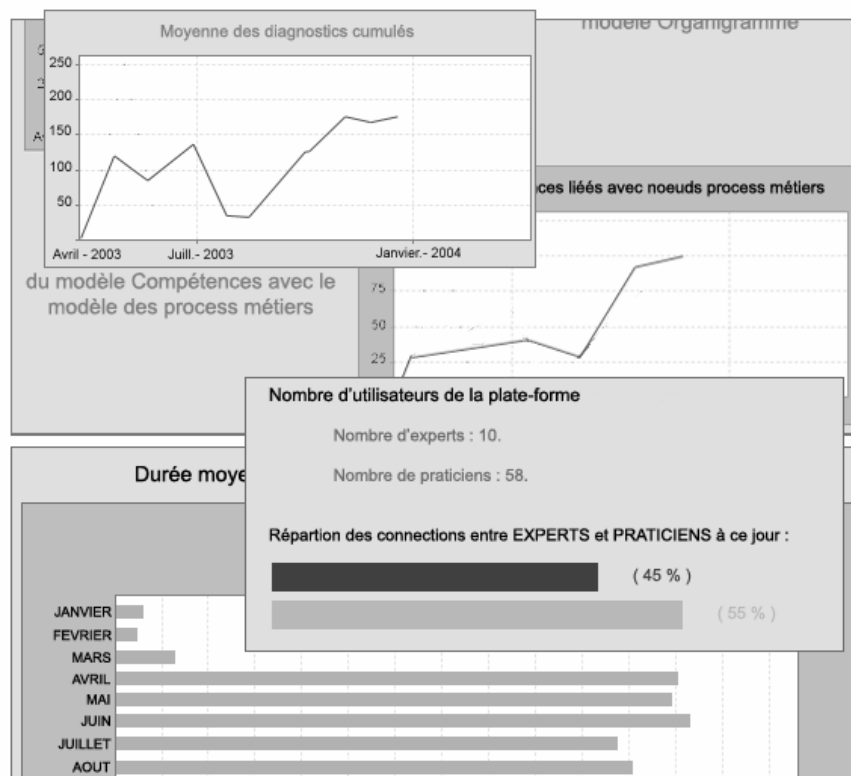 Moyenne des diagnostics cumulés
250
200
150
100
50
Avril - 2003
Juill.- 2003
Janvier.- 2004
modèle Organigramme
liéés avec noeuds process métiers
du modèle Compétences avec le
modèle des process métiers
75
50
25
Nombre d'utilisateurs de la plate-forme
Nombre d'experts : 10.
Nombre de praticiens : 58.
Répartion des connections entre EXPERTS et PRATICIENS à ce jour :
( 45 % )
( 55 % )
Durée
JANVIER
FEVRIER
MARS
AVRIL
MAI
JUIN
JUILLET
AOUT